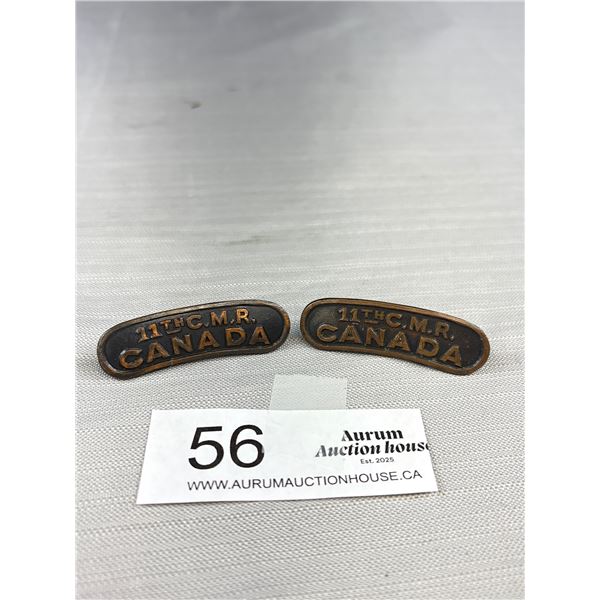 11TH C.M.R.
CANADA
11TH C.M.R.
CANADA
56
Aurum
Auction house
Est. 2025
WWW.AURUMAUCTIONHOUSE.CA